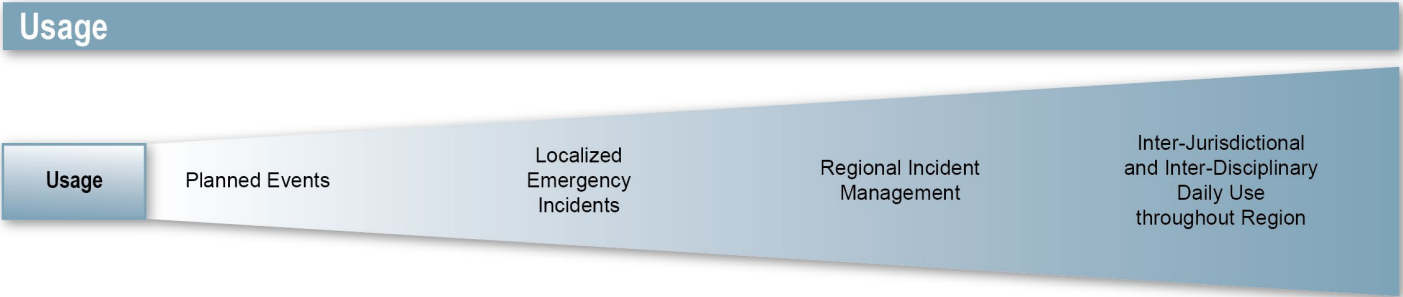 Usage
Usage
Planned Events
Localized
Emergency
Incidents
Regional Incident
Management
Inter-Jurisdictional
and Inter-Disciplinary
Daily Use
throughout Region